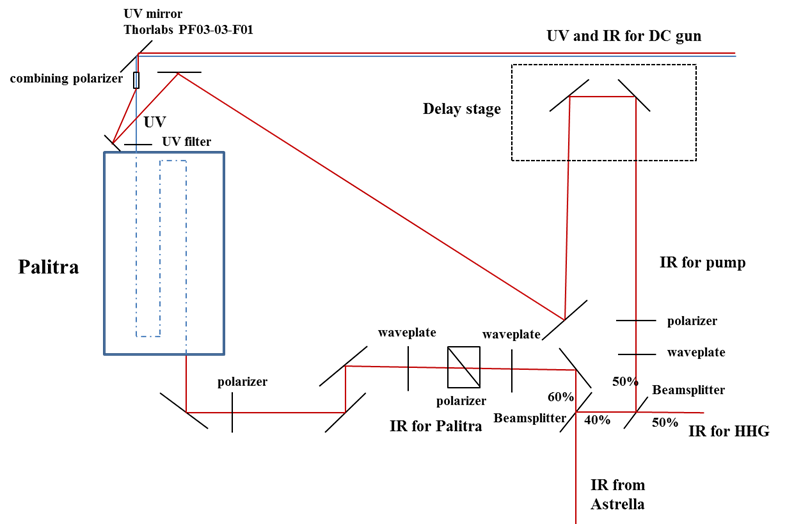 UV mirror
Thorlabs PF03-03-F01
UV and IR for DC gun
combining polarizer
Delay stage
UV
UV filter
Palitra
IR for pump
polarizer
waveplate
waveplate
waveplate
polarizer
50%
Beamsplitter
60%
polarizer
Beamsplitter
40%
50%
IR for Palitra
IR for HHG
IR from
Astrella